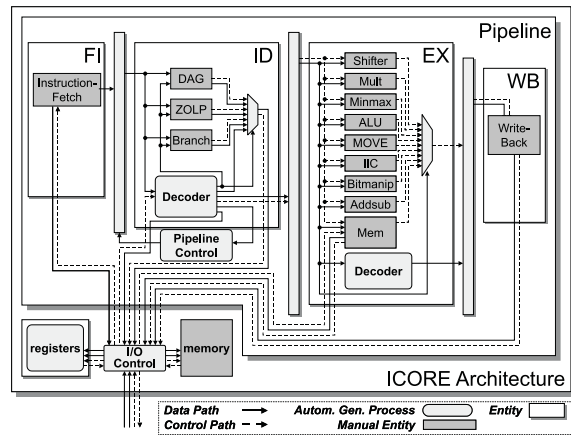 Pipeline
FI
ID
EX
WB
Instruction-
Fetch
DAG
ZOLP
Branch
Decoder
Pipeline
Control
Shifter
Mult
Minmax
ALU
MOVE
IIC
Bitmanip
Addsub
Mem
Decoder
Write-
Back
registers
I/O
Control
memory
ICORE Architecture
Data Path
Autom. Gen. Process
Entity
Control Path
Manual Entity